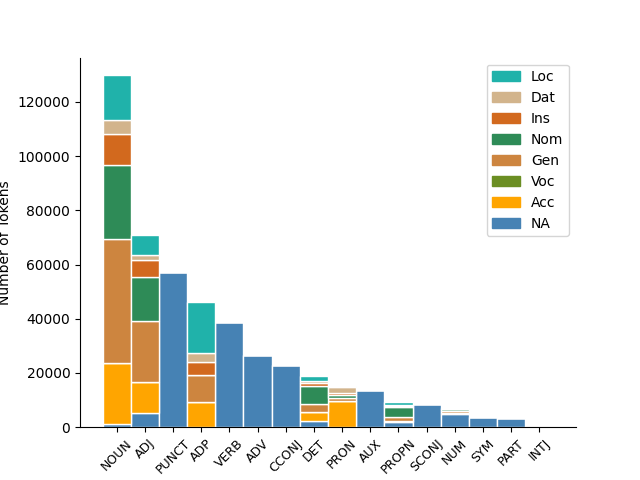 Number of Tokens
120000
100000
80000
60000
40000
20000
0
Loc
Dat
Ins
Nom
Gen
Voc
Acc
NA
NOUN ADJ PUNCT ADP VERB ADV CCONJ DET PRON AUX PROPN SCONJ NUM SYM PART INTJ